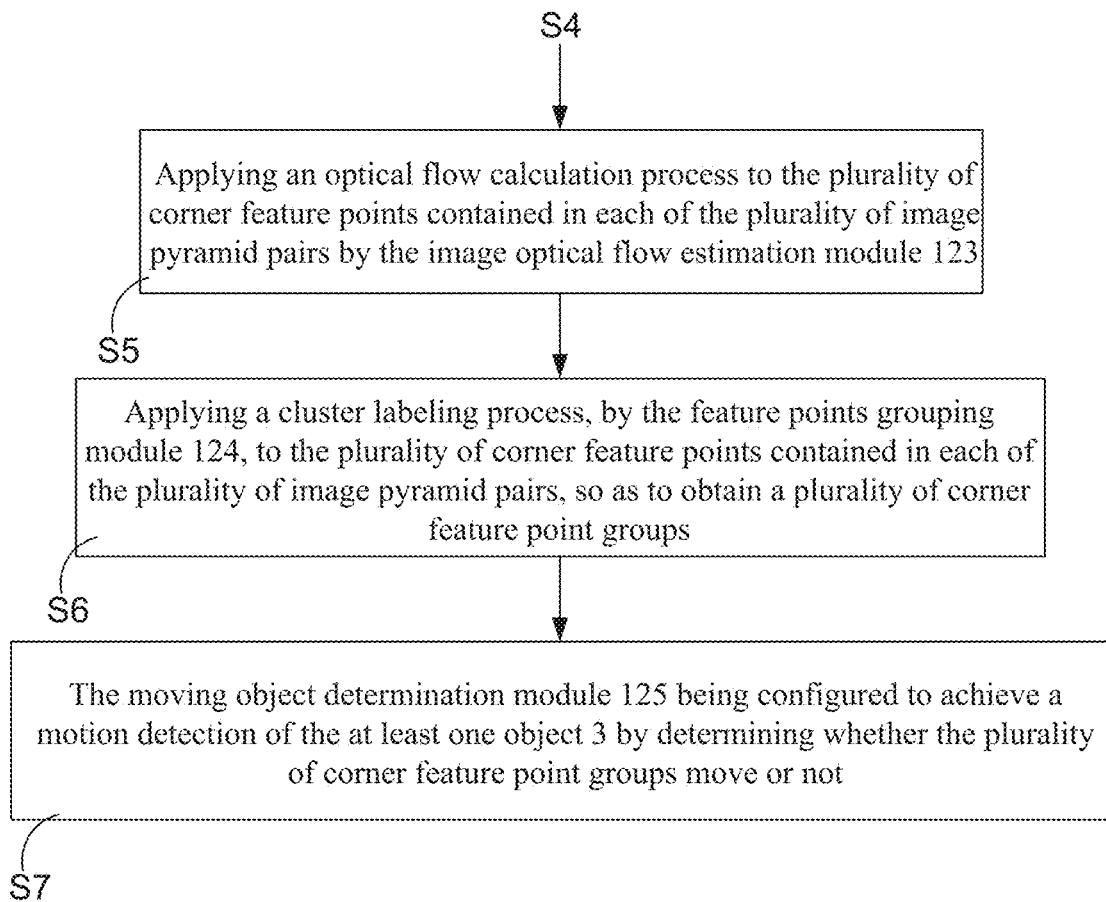 S4
Applying an optical flow calculation process to the plurality of
corner feature points contained in each of the plurality of image
pyramid pairs by the image optical flow estimation module 123
S5
Applying a cluster labeling process, by the feature points grouping
module 124, to the plurality of corner feature points contained in each of
the plurality of image pyramid pairs, so as to obtain a plurality of corner
feature point groups
S6
The moving object determination module 125 being configured to achieve a
motion detection of the at least one object 3 by determining whether the plurality
of corner feature point groups move or not
S7